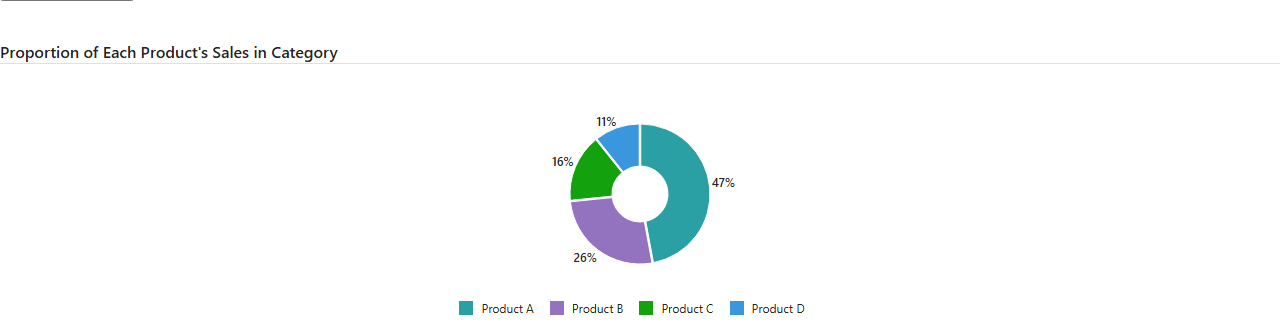 Proportion of Each Product's Sales in Category
11%
16%
47%
26%
Product A
Product B
Product C
Product D